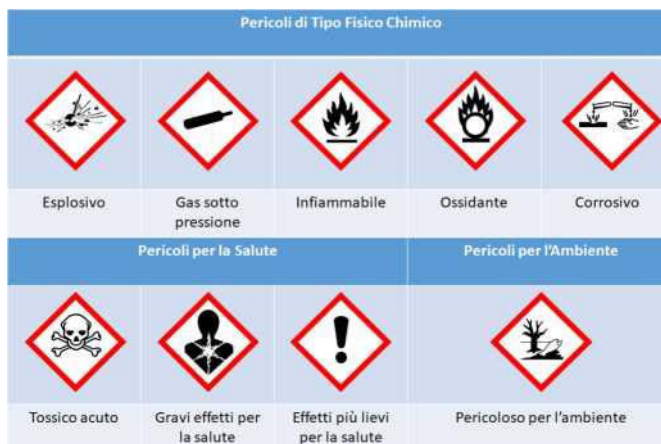 Pericoli di Tipo Fisico Chimico
Esplosivo
Gas sotto
pressione
Infiammabile
Ossidante
Corrosivo
Pericoli per la Salute
Pericoli per l'Ambiente
Tossico acuto
Gravi effetti per
la salute
Effetti più lievi
per la salute
Pericoloso per l'ambiente